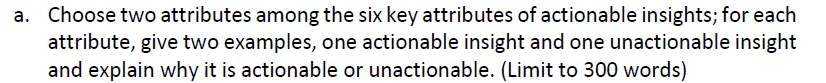 a. Choose two attributes among the six key attributes of actionable insights; for each
attribute, give two examples, one actionable insight and one unactionable insight
and explain why it is actionable or unactionable. (Limit to 300 words)